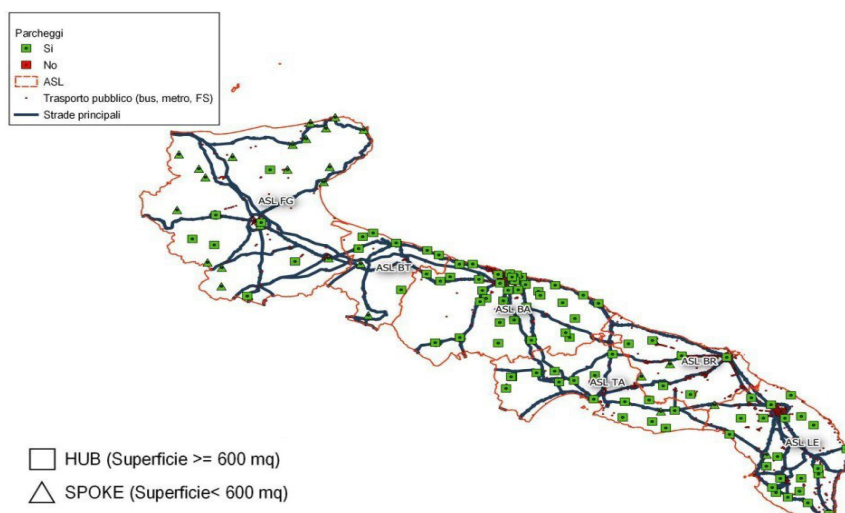 Parcheggi
Si
No
ASL
Trasporto pubblico (bus, metro, FS)
Strade principali
ASL FG
ASL BT
ASL BA
ASL BR
ASL TA
ASL LE
HUB (Superficie >= 600 mq)
SPOKE (Superficie< 600 mq)